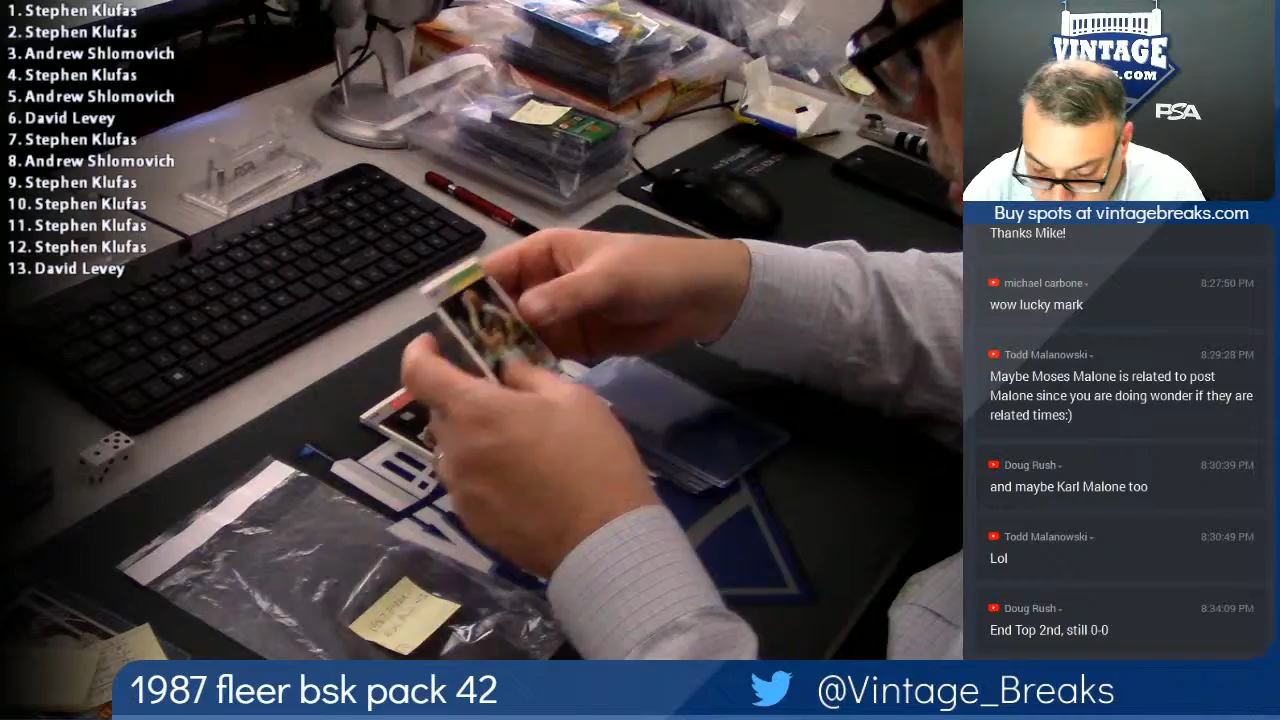 1. Stephen Klufas
2. Stephen Klufas
3. Andrew Shlomovich
4. Stephen Klufas
5. Andrew Shlomovich
6. David Levey
7. Stephen Klufas
8. Andrew Shlomovich
9. Stephen Klufas
10. Stephen Klufas
11. Stephen Klufas
12. Stephen Klufas
13. David Levey
VINTAGE
.COM
PSA
Buy spots at vintagebreaks.com
Thanks Mike!
michael carbone
8:27:50 PM
wow lucky mark
Todd Malanowski
8:29:28 PM
Maybe Moses Malone is related to post
Malone since you are doing wonder if they are
related times:)
Doug Rush
8:30:39 PM
and maybe Karl Malone too
Todd Malanowski
8:30:49 PM
Lol
Doug Rush
8:34:09 PM
End Top 2nd, still 0-0
1987 fleer bsk pack 42
@Vintage_Breaks